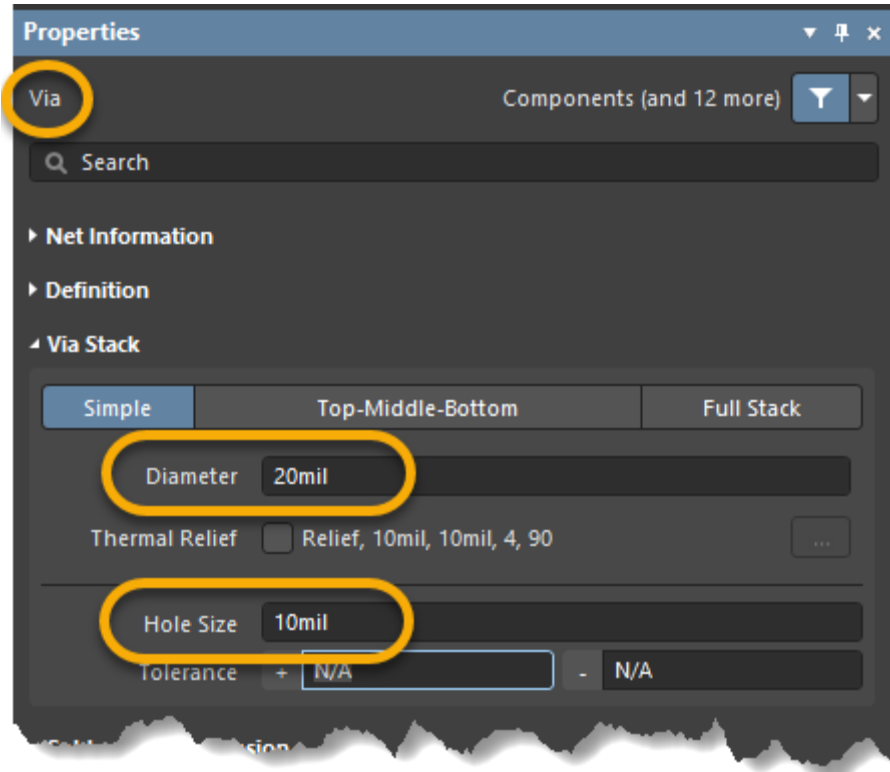 Properties
Via Components (and 12 more)
Search
Net Information
Definition
Via Stack
Simple Top-Middle-Bottom Full Stack
Diameter 20mil
Thermal Relief Relief, 10mil, 10mil, 4, 90 ...
Hole Size 10mil
Tolerance + N/A - N/A